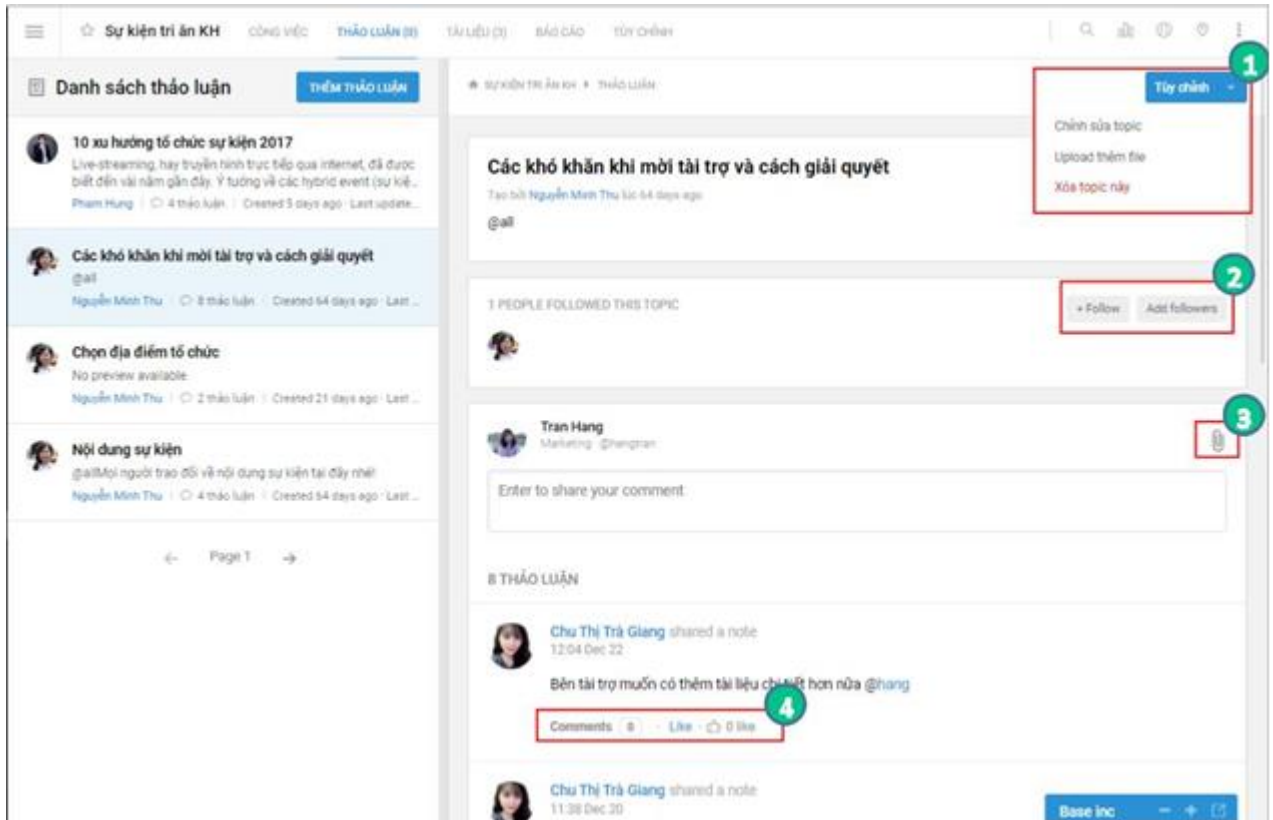 Sự kiện tri ân KH
CÔNG VIỆC
THẢO LUẬN (8)
TÀI LIỆU (3)
BÁO CÁO
TÙY CHỈNH
1
Danh sách thảo luận
THÊM THẢO LUẬN
10 xu hướng tổ chức sự kiện 2017
Live-streaming, hay truyền hình trực tiếp qua internet, đã được
biết đến vài năm gần đây. Ý tưởng về các hybrid event (sự kiệ...
Pham Hung | 4 thảo luận | Created 5 days ago · Last update...
Các khó khăn khi mời tài trợ và cách giải quyết
@all
Nguyễn Minh Thu | 8 thảo luận | Created 64 days ago · Last ...
Chọn địa điểm tổ chức
No preview available
Nguyễn Minh Thu | 2 thảo luận | Created 21 days ago · Last ...
Nội dung sự kiện
@allMọi người trao đổi về nội dung sự kiện tại đây nhé!
Nguyễn Minh Thu | 4 thảo luận | Created 64 days ago · Last ...
← Page 1 →
SỰ KIỆN TRI ÂN KH › THẢO LUẬN
Tùy chỉnh
Chỉnh sửa topic
Upload thêm file
Xóa topic này
Các khó khăn khi mời tài trợ và cách giải quyết
Tạo bởi Nguyễn Minh Thu lúc 64 days ago
@all
2
1 PEOPLE FOLLOWED THIS TOPIC
+ Follow
Add followers
3
Tran Hang
Marketing · @hangtran
Enter to share your comment
8 THẢO LUẬN
Chu Thị Trà Giang shared a note
12:04 Dec 22
Bên tài trợ muốn có thêm tài liệu chi tiết hơn nữa @hang
4
Comments 0 · Like · 0 like
Chu Thị Trà Giang shared a note
11:38 Dec 20
Base inc